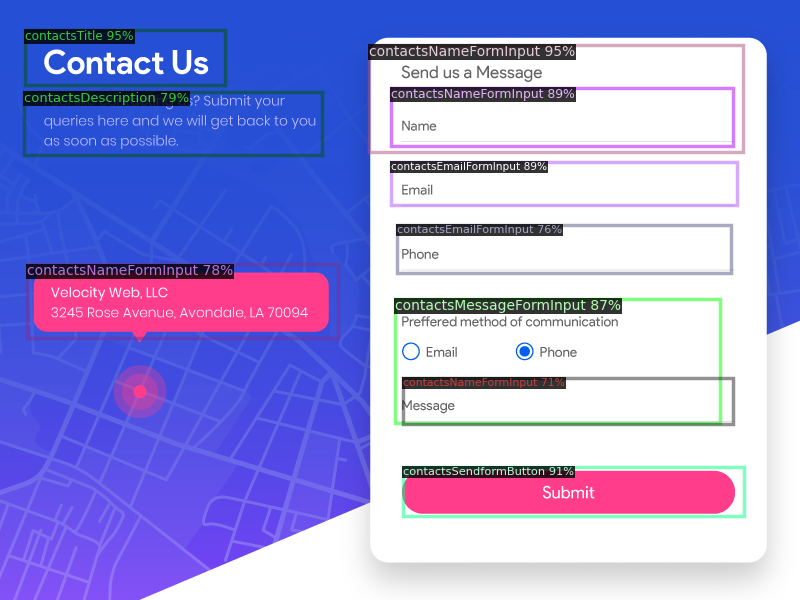 contactsTitle 95%
Contact Us
contactsDescription 79%
? Submit your
queries here and we will get back to you
as soon as possible.
contactsNameFormInput 78%
Velocity Web, LLC
3245 Rose Avenue, Avondale, LA 70094
contactsNameFormInput 95%
Send us a Message
contactsNameFormInput 89%
Name
contactsEmailFormInput 89%
Email
contactsEmailFormInput 76%
Phone
contactsMessageFormInput 87%
Preffered method of communication
Email Phone
contactsNameFormInput 71%
Message
contactsSendformButton 91%
Submit